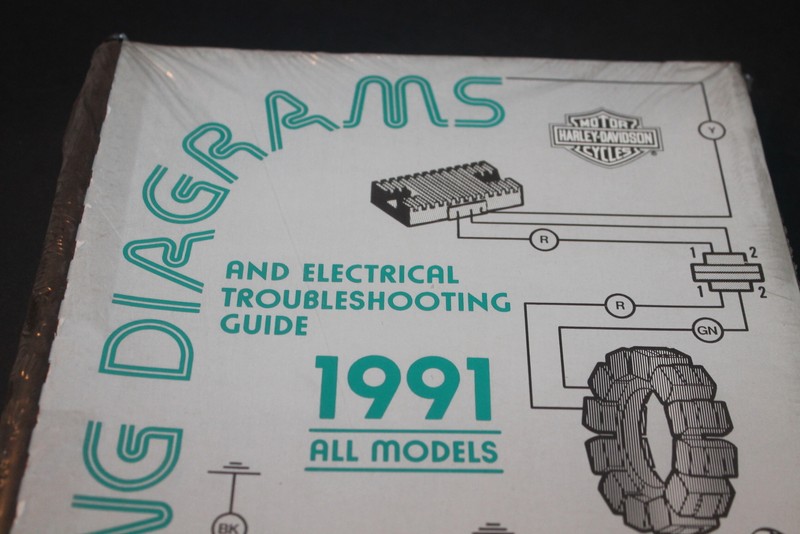 NG DIAGRAMS
MOTOR
HARLEY-DAVIDSON
CYCLES
®
Y
R
1 2
AND ELECTRICAL
TROUBLESHOOTING
GUIDE
1 2
R
GN
1991
ALL MODELS
BK